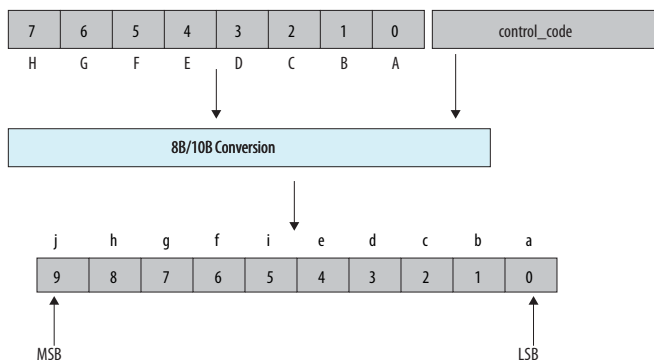 7 6 5 4 3 2 1 0 control_code
H G F E D C B A
8B/10B Conversion
j h g f i e d c b a
9 8 7 6 5 4 3 2 1 0
MSB LSB